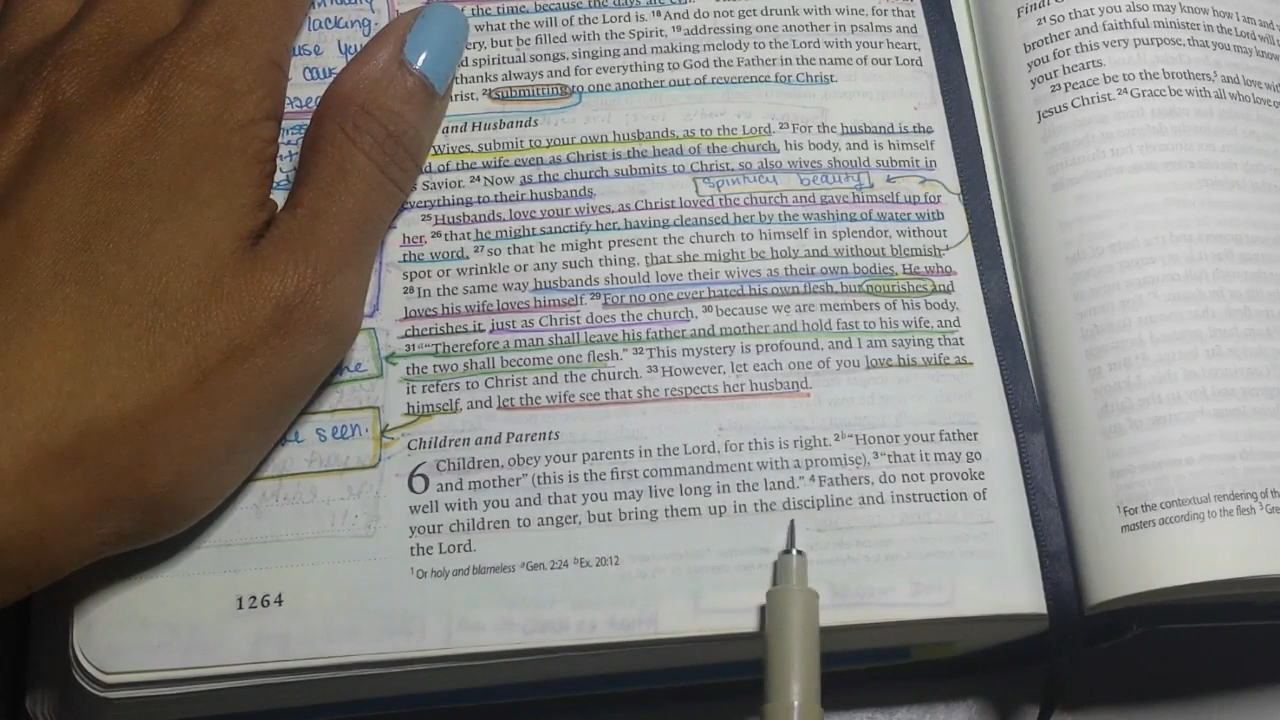 lacking.
of the time, because the days are evil.
what the will of the Lord is. 18 And do not get drunk with wine, for that
ery, but be filled with the Spirit, 19 addressing one another in psalms and
d spiritual songs, singing and making melody to the Lord with your heart,
thanks always and for everything to God the Father in the name of our Lord
rist, 21 submitting to one another out of reverence for Christ.
and Husbands
Wives, submit to your own husbands, as to the Lord. 23 For the husband is the
d of the wife even as Christ is the head of the church, his body, and is himself
s Savior. 24 Now as the church submits to Christ, so also wives should submit in
everything to their husbands.
Spiritual beauty
25 Husbands, love your wives, as Christ loved the church and gave himself up for
her, 26 that he might sanctify her, having cleansed her by the washing of water with
the word, 27 so that he might present the church to himself in splendor, without
spot or wrinkle or any such thing, that she might be holy and without blemish.1
28 In the same way husbands should love their wives as their own bodies. He who
loves his wife loves himself. 29 For no one ever hated his own flesh, but nourishes and
cherishes it, just as Christ does the church, 30 because we are members of his body.
31 a "Therefore a man shall leave his father and mother and hold fast to his wife, and
the two shall become one flesh." 32 This mystery is profound, and I am saying that
it refers to Christ and the church. 33 However, let each one of you love his wife as
himself, and let the wife see that she respects her husband.
be seen.
Children and Parents
6 Children, obey your parents in the Lord, for this is right. 2 b "Honor your father
and mother" (this is the first commandment with a promise), 3 "that it may go
well with you and that you may live long in the land." 4 Fathers, do not provoke
your children to anger, but bring them up in the discipline and instruction of
the Lord.
1 Or holy and blameless a Gen. 2:24 b Ex. 20:12
1264
21 So that you also may know how I am and
brother and faithful minister in the Lord will
you for this very purpose, that you may know
your hearts.
23 Peace be to the brothers,5 and love
Jesus Christ. 24 Grace be with all who love
1 For the contextual rendering of
masters according to the flesh 3